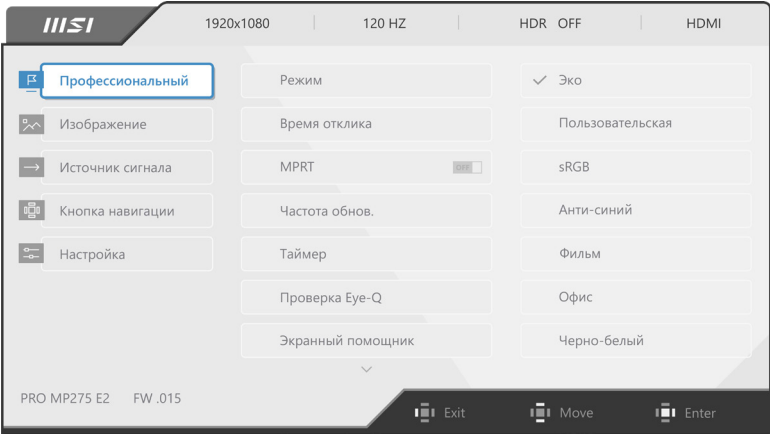 msi
1920x1080 120 HZ HDR OFF HDMI
Профессиональный Режим Эко
Изображение Время отклика Пользовательская
Источник сигнала MPRT OFF sRGB
Кнопка навигации Частота обнов. Анти-синий
Настройка Таймер Фильм
Проверка Eye-Q Офис
Экранный помощник Черно-белый
PRO MP275 E2 FW .015
Exit Move Enter